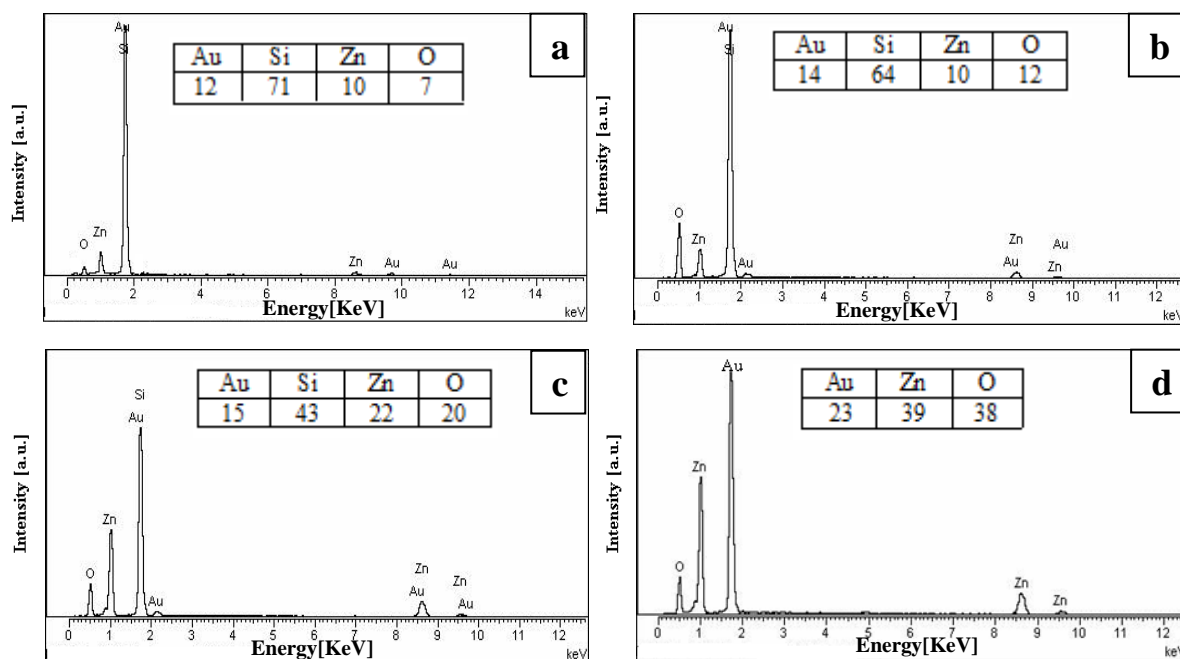 a
Au
Si
Au Si Zn O
12 71 10 7
Intensity [a.u.]
O
Zn
Zn
Au
Au
0 2 4 6 8 10 12 14
Energy[KeV]
keV
b
Au
Si
Au Si Zn O
14 64 10 12
Intensity [a.u.]
O
Zn
Au
Zn
Au
Au
Zn
0 1 2 3 4 5 6 7 8 9 10 11 12
Energy[KeV]
keV
c
Si
Au
Au Si Zn O
15 43 22 20
Intensity [a.u.]
O
Zn
Au
Zn
Au
Zn
Au
0 1 2 3 4 5 6 7 8 9 10 11 12
Energy[KeV]
keV
d
Au
Au Zn O
23 39 38
Intensity [a.u.]
O
Zn
Zn
Zn
0 1 2 3 4 5 6 7 8 9 10 11 12
Energy[KeV]
keV